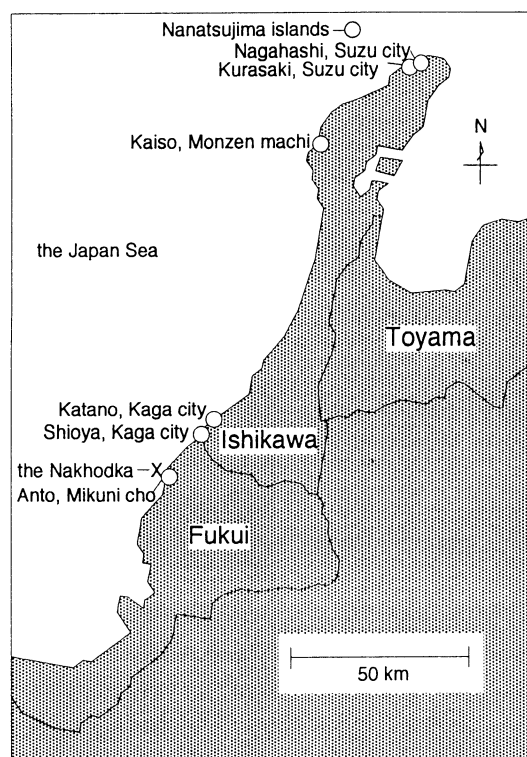 Nanatsujima islands
Nagahashi, Suzu city
Kurasaki, Suzu city
Kaiso, Monzen machi
N
the Japan Sea
Toyama
Katano, Kaga city
Shioya, Kaga city
Ishikawa
the Nakhodka X
Anto, Mikuni cho
Fukui
50 km